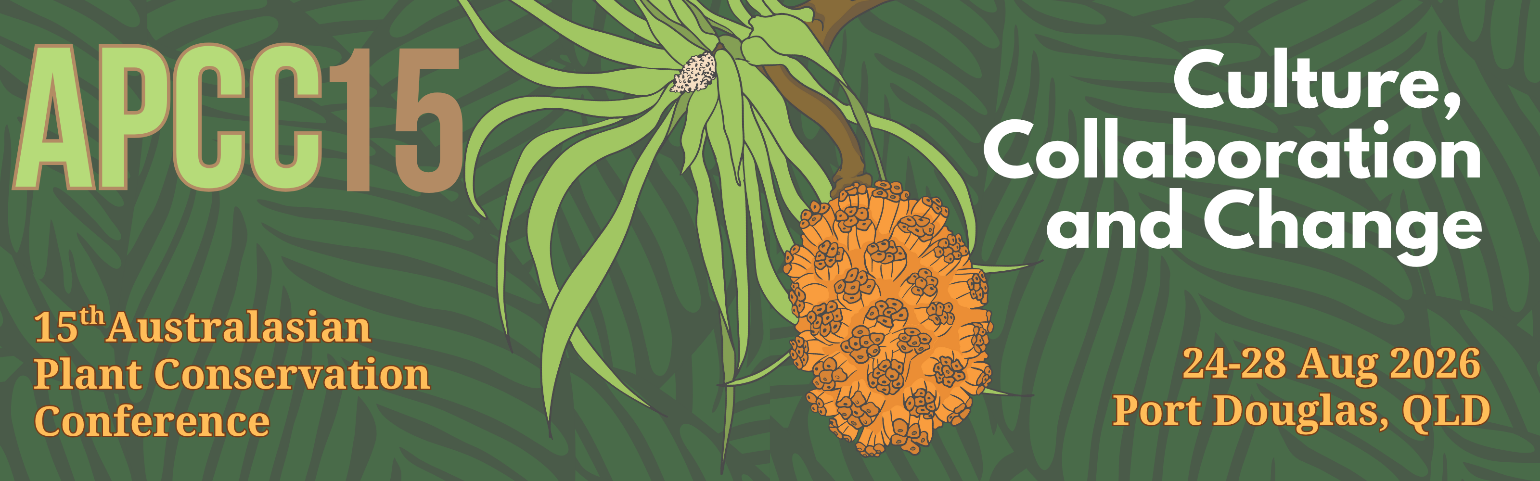 APCC15
15thAustralasian
Plant Conservation
Conference
Culture,
Collaboration
and Change
24-28 Aug 2026
Port Douglas, QLD